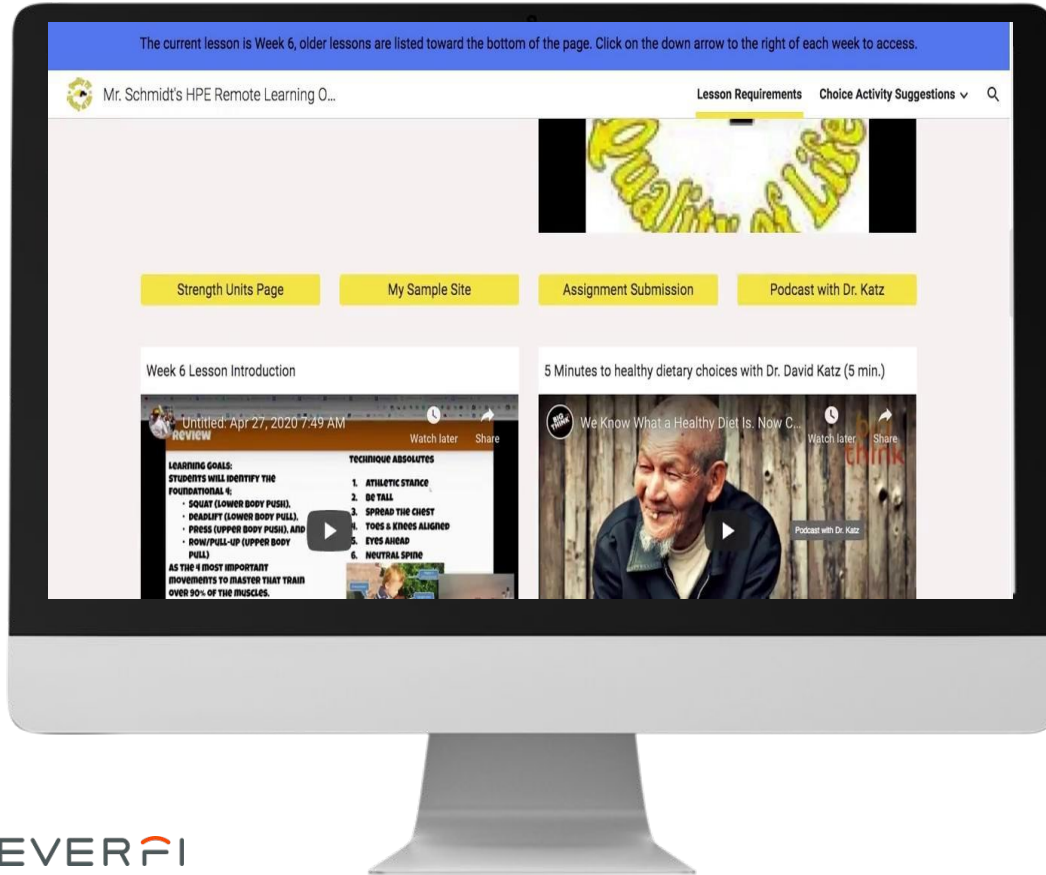 The current lesson is Week 6, older lessons are listed toward the bottom of the page. Click on the down arrow to the right of each week to access.
Mr. Schmidt's HPE Remote Learning O...
Lesson Requirements
Choice Activity Suggestions
Quality of Life
Strength Units Page
My Sample Site
Assignment Submission
Podcast with Dr. Katz
Week 6 Lesson Introduction
Untitled: Apr 27, 2020 7:49 AM
Watch later
Share
REVIEW
LEARNING GOALS:
STUDENTS WILL IDENTIFY THE
FOUNDATIONAL 4;
• SQUAT (LOWER BODY PUSH),
• DEADLIFT (LOWER BODY PULL),
• PRESS (UPPER BODY PUSH), AND
• ROW/PULL-UP (UPPER BODY
PULL)
AS THE 4 MOST IMPORTANT
MOVEMENTS TO MASTER THAT TRAIN
OVER 90% OF THE MUSCLES.
TECHNIQUE ABSOLUTES
1. ATHLETIC STANCE
2. BE TALL
3. SPREAD THE CHEST
4. TOES & KNEES ALIGNED
5. EYES AHEAD
6. NEUTRAL SPINE
5 Minutes to healthy dietary choices with Dr. David Katz (5 min.)
BIG THINK
We Know What a Healthy Diet Is. Now C...
Watch later
Share
think
Podcast with Dr. Katz
EVERFI